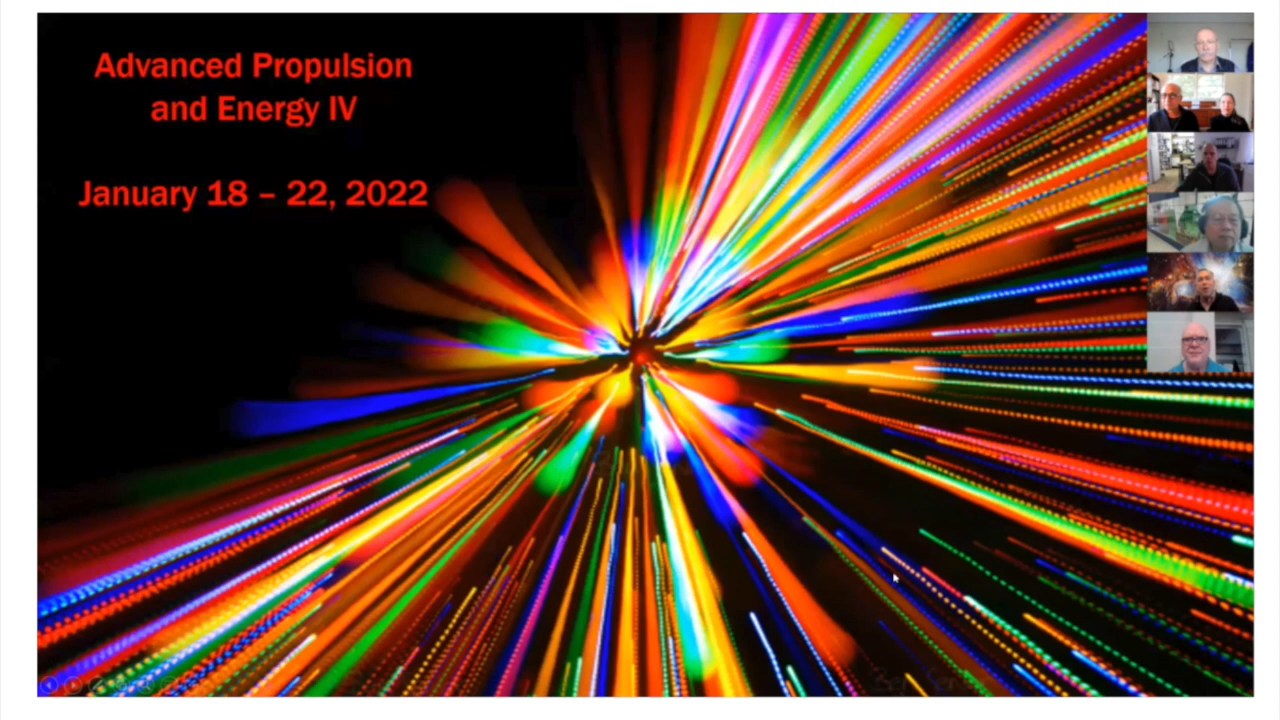 Advanced Propulsion
and Energy IV
January 18 – 22, 2022